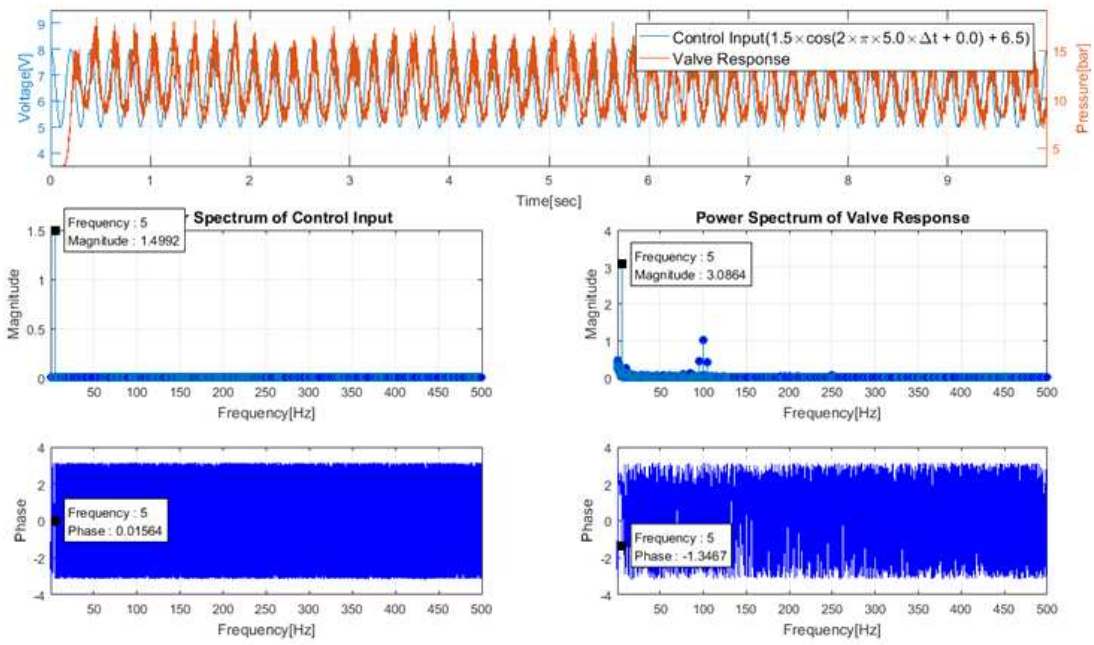 9
8
7
6
5
4
Voltage[V]
Control Input(1.5×cos(2×π×5.0×Δt + 0.0) + 6.5)
Valve Response
15
10
5
Pressure[bar]
0 1 2 3 4 5 6 7 8 9
Time[sec]
r Spectrum of Control Input
Frequency : 5
Magnitude : 1.4992
1.5
1
0.5
0
Magnitude
50 100 150 200 250 300 350 400 450 500
Frequency[Hz]
Power Spectrum of Valve Response
Frequency : 5
Magnitude : 3.0864
4
3
2
1
0
Magnitude
50 100 150 200 250 300 350 400 450 500
Frequency[Hz]
4
2
0
-2
-4
Phase
Frequency : 5
Phase : 0.01564
50 100 150 200 250 300 350 400 450 500
Frequency[Hz]
4
2
0
-2
-4
Phase
Frequency : 5
Phase : -1.3467
50 100 150 200 250 300 350 400 450 500
Frequency[Hz]